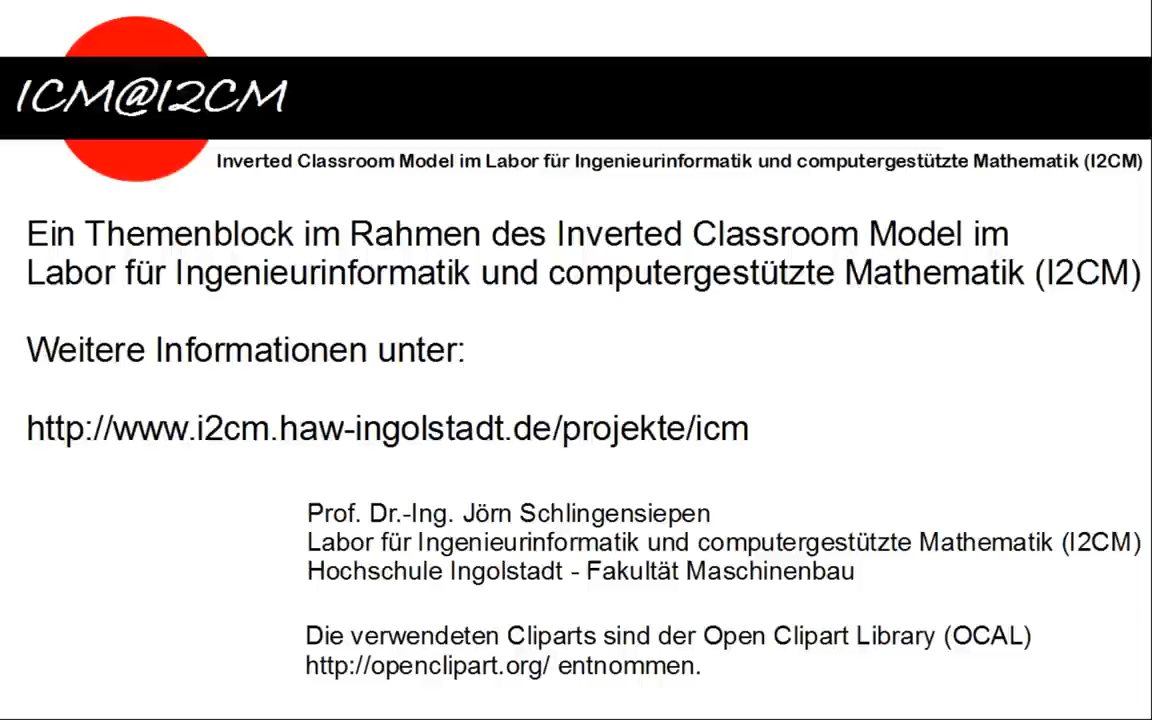 ICM@I2CM
Inverted Classroom Model im Labor für Ingenieurinformatik und computergestützte Mathematik (I2CM)
Ein Themenblock im Rahmen des Inverted Classroom Model im
Labor für Ingenieurinformatik und computergestützte Mathematik (I2CM)
Weitere Informationen unter:
http://www.i2cm.haw-ingolstadt.de/projekte/icm
Prof. Dr.-Ing. Jörn Schlingensiepen
Labor für Ingenieurinformatik und computergestützte Mathematik (I2CM)
Hochschule Ingolstadt - Fakultät Maschinenbau
Die verwendeten Cliparts sind der Open Clipart Library (OCAL)
http://openclipart.org/ entnommen.